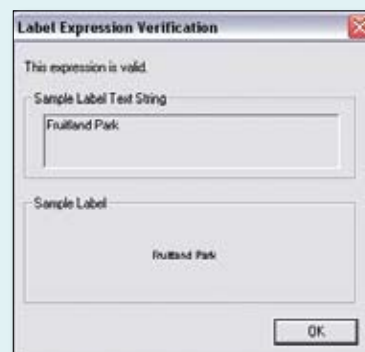 Label Expression Verification
This expression is valid.
Sample Label Text String
Fruitland Park
Sample Label
Fruitland Park
OK